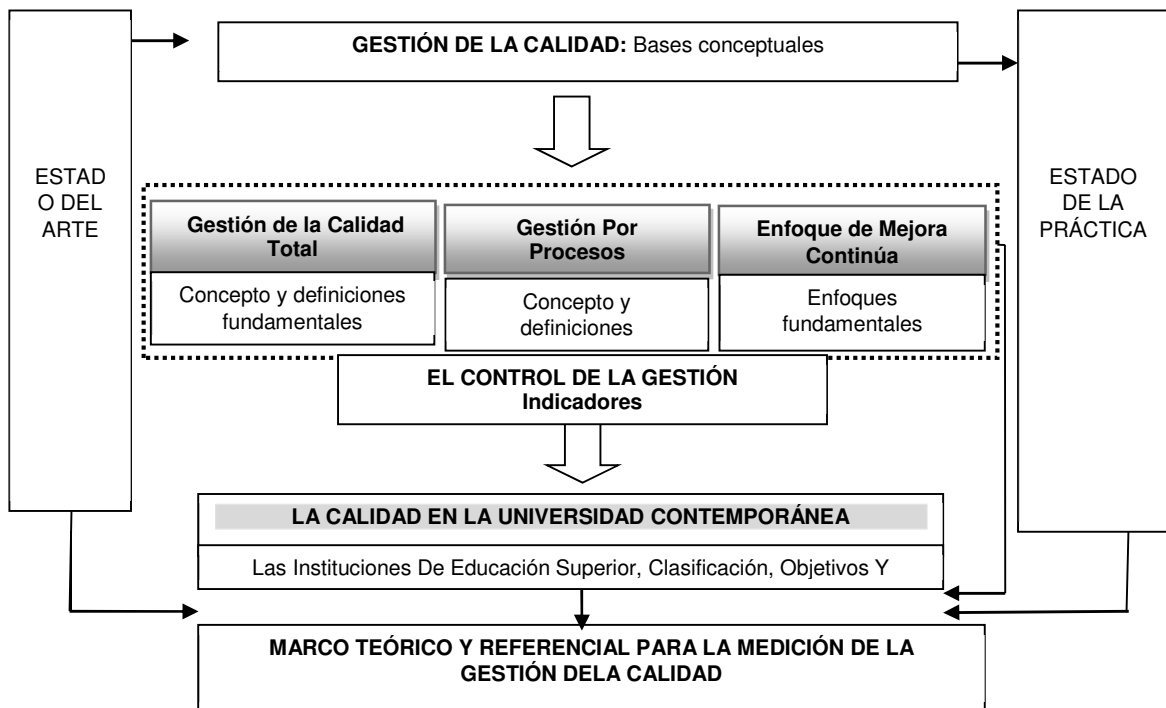 GESTIÓN DE LA CALIDAD: Bases conceptuales
ESTAD
O DEL
ARTE
ESTADO
DE LA
PRÁCTICA
Gestión de la Calidad
Total
Concepto y definiciones
fundamentales
Gestión Por
Procesos
Concepto y
definiciones
Enfoque de Mejora
Continúa
Enfoques
fundamentales
EL CONTROL DE LA GESTIÓN
Indicadores
LA CALIDAD EN LA UNIVERSIDAD CONTEMPORÁNEA
Las Instituciones De Educación Superior, Clasificación, Objetivos Y
MARCO TEÓRICO Y REFERENCIAL PARA LA MEDICIÓN DE LA
GESTIÓN DELA CALIDAD